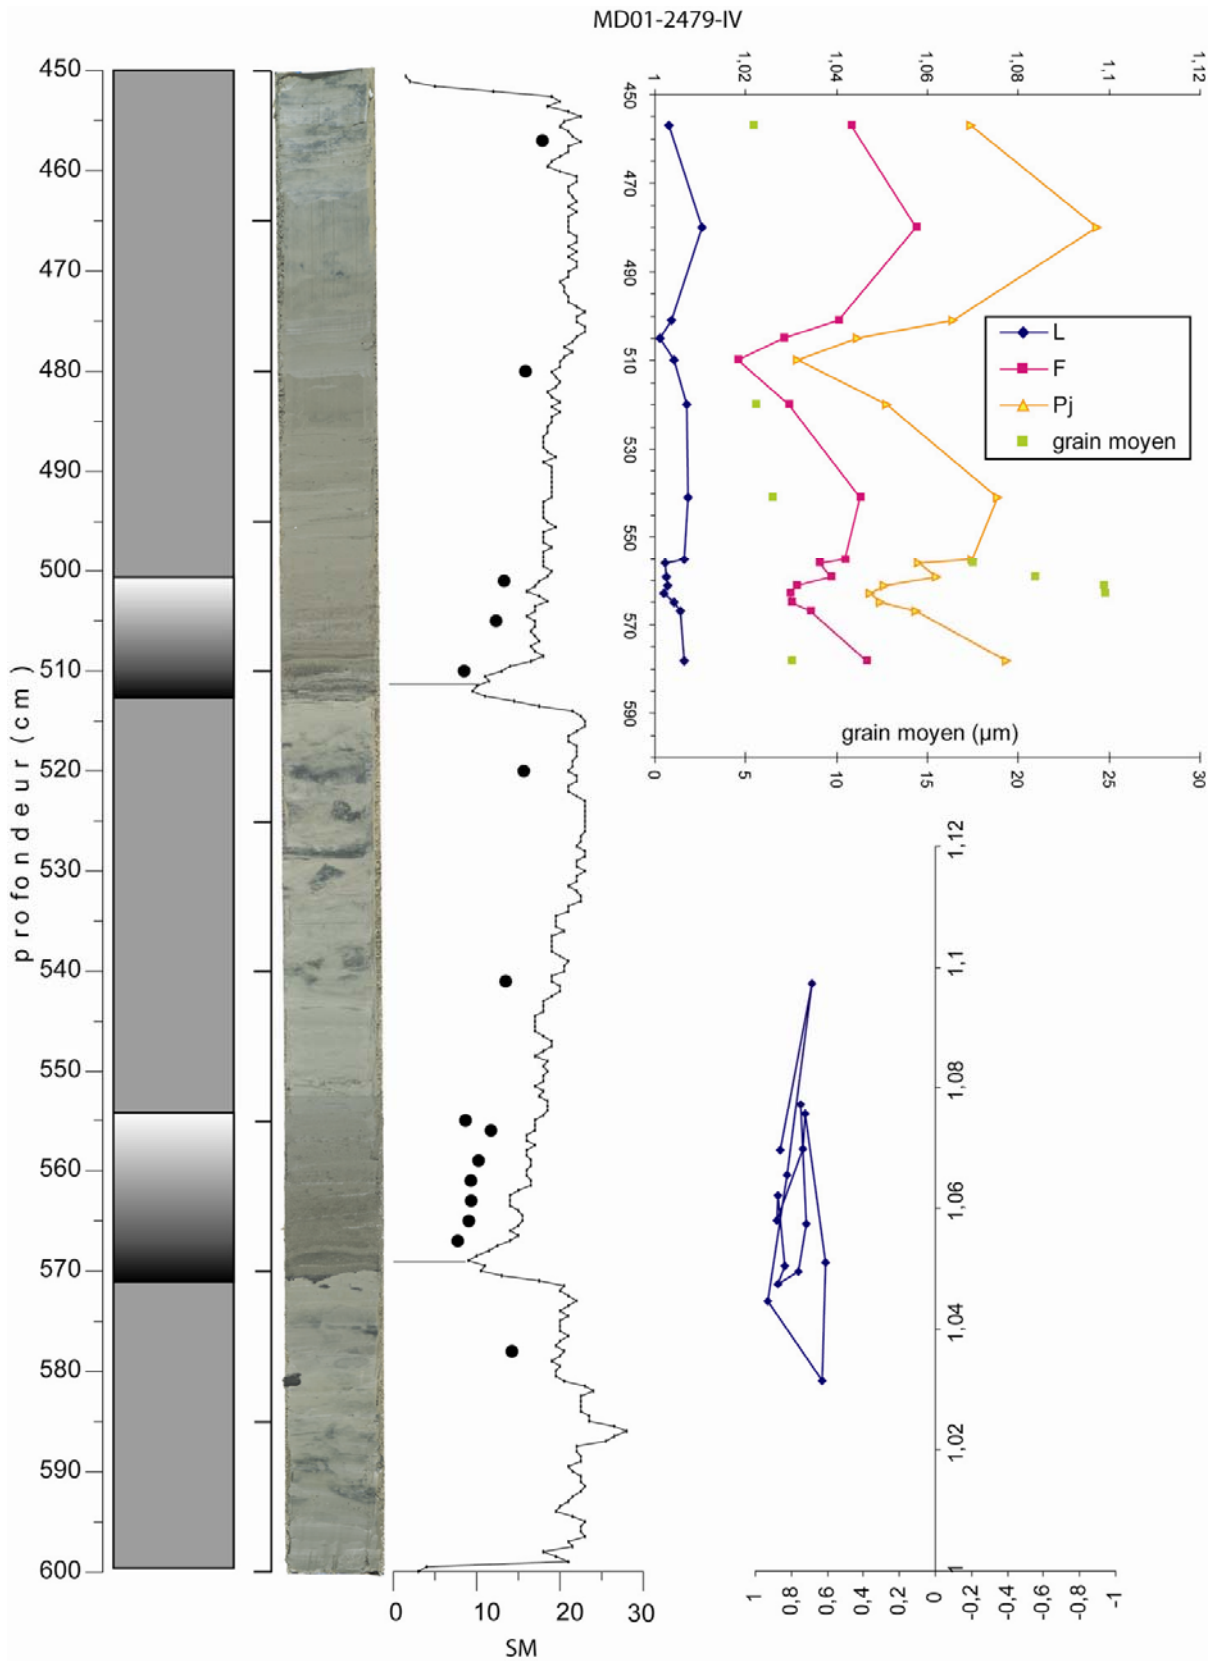 MD01-2479-IV
profondeur (cm)
450
460
470
480
490
500
510
520
530
540
550
560
570
580
590
600
0 10 20 30
SM
1 1,02 1,04 1,06 1,08 1,1 1,12
450
470
490
510
530
550
570
590
L
F
Pj
grain moyen
grain moyen (µm)
0 5 10 15 20 25 30
1,12
1,1
1,08
1,06
1,04
1,02
1
1 0,8 0,6 0,4 0,2 0 -0,2 -0,4 -0,6 -0,8 -1